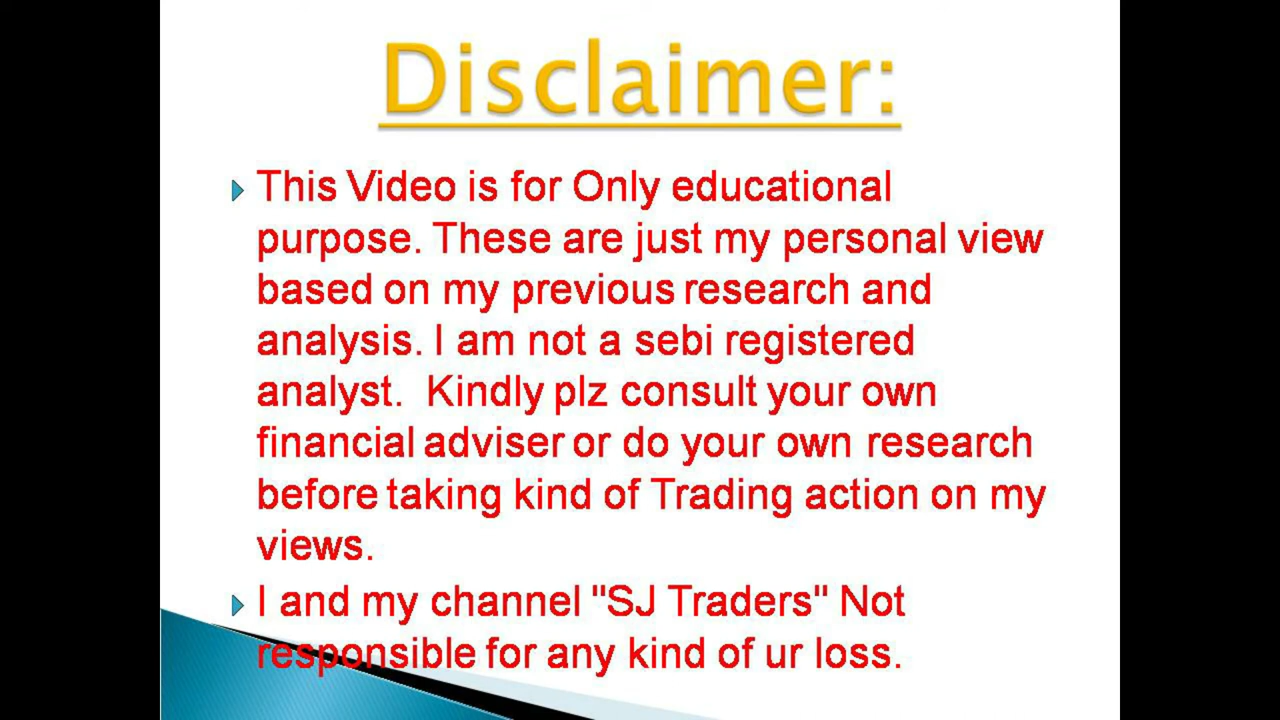 Disclaimer:
This Video is for Only educational
purpose. These are just my personal view
based on my previous research and
analysis. I am not a sebi registered
analyst.  Kindly plz consult your own
financial adviser or do your own research
before taking kind of Trading action on my
views.
I and my channel "SJ Traders" Not
responsible for any kind of ur loss.